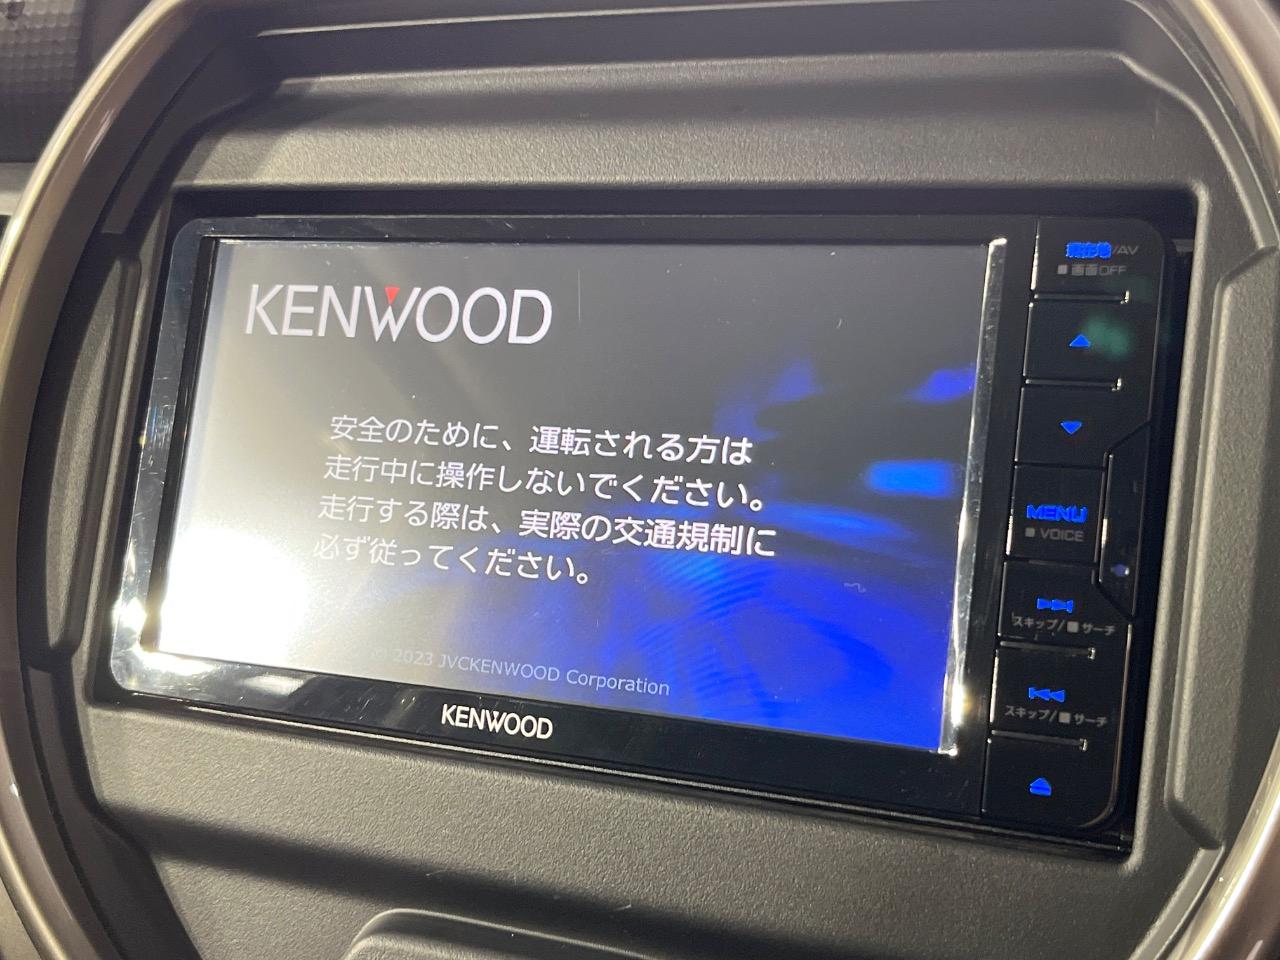 KENWOOD
安全のために、運転される方は
走行中に操作しないでください。
走行する際は、実際の交通規制に
必ず従ってください。
© 2023 JVCKENWOOD Corporation
KENWOOD
現在地/AV
■ 画面OFF
MENU
■ VOICE
スキップ/■サーチ
スキップ/■サーチ